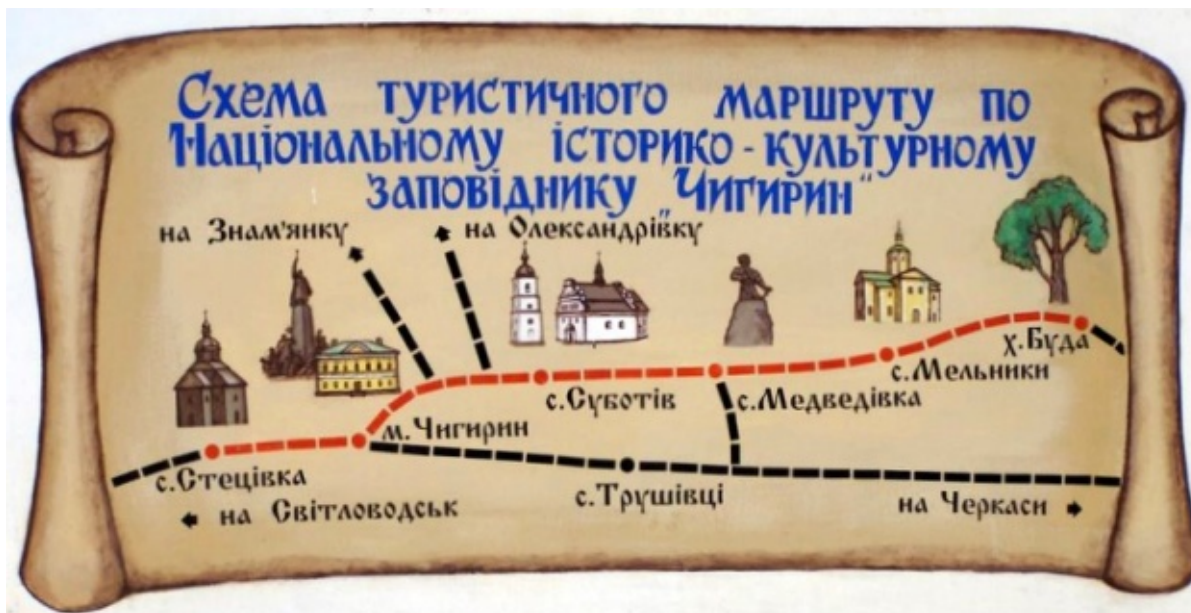 Схема туристичного маршруту по
Національному історико-культурному
заповіднику "Чигирин"
на Знам'янку
на Олександрівку
х.Буда
с.Мельники
с.Суботів
с.Медведівка
м.Чигирин
с.Стецівка
с.Трушівці
на Світловодськ
на Черкаси